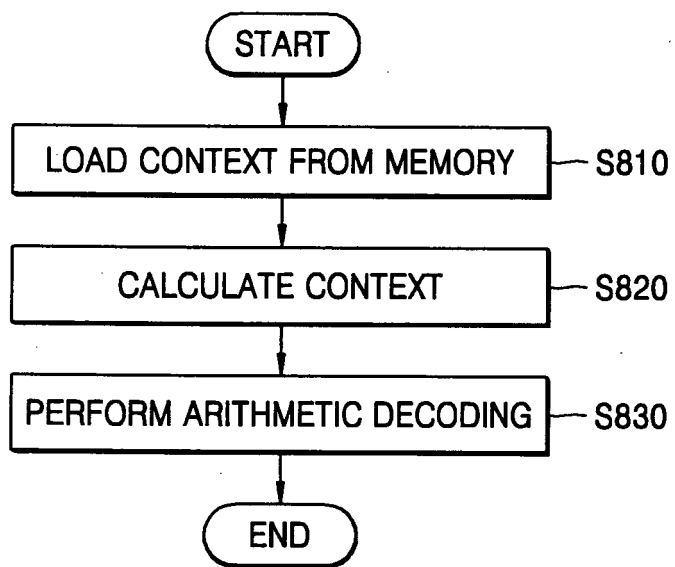 START
LOAD CONTEXT FROM MEMORY S810
CALCULATE CONTEXT S820
PERFORM ARITHMETIC DECODING S830
END